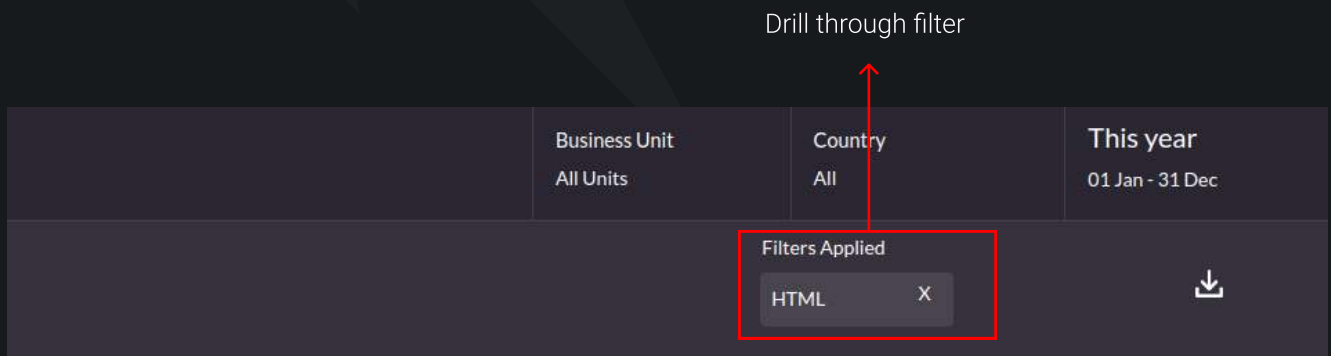 Drill through filter
Business Unit
All Units
Country
All
This year
01 Jan - 31 Dec
Filters Applied
HTML X